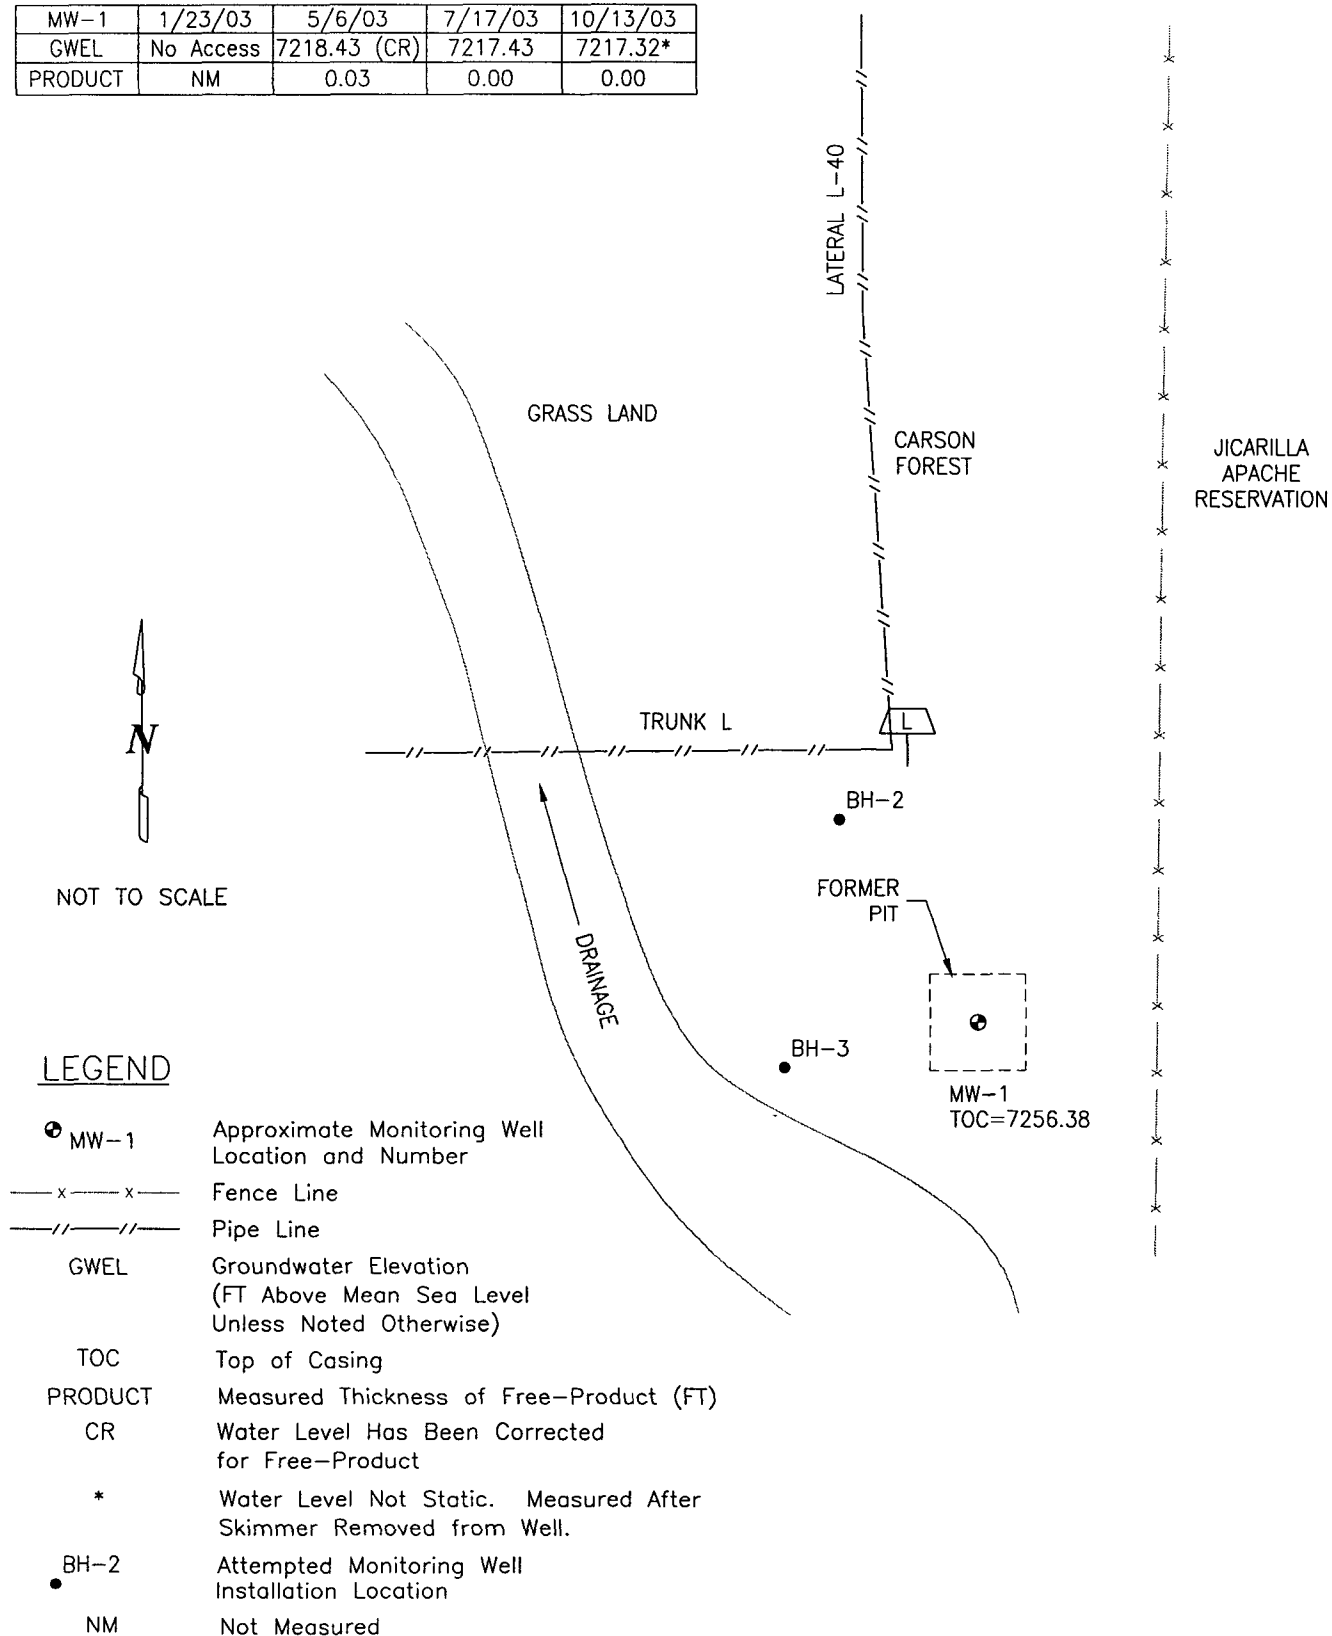 MW-1 1/23/03 5/6/03 7/17/03 10/13/03
GWEL No Access 7218.43 (CR) 7217.43 7217.32*
PRODUCT NM 0.03 0.00 0.00
LATERAL L-40
GRASS LAND
CARSON
FOREST
JICARILLA
APACHE
RESERVATION
N
NOT TO SCALE
TRUNK L
L
BH-2
FORMER
PIT
DRAINAGE
BH-3
MW-1
TOC=7256.38
LEGEND
MW-1 Approximate Monitoring Well
Location and Number
x x Fence Line
Pipe Line
GWEL Groundwater Elevation
(FT Above Mean Sea Level
Unless Noted Otherwise)
TOC Top of Casing
PRODUCT Measured Thickness of Free-Product (FT)
CR Water Level Has Been Corrected
for Free-Product
* Water Level Not Static. Measured After
Skimmer Removed from Well.
BH-2 Attempted Monitoring Well
Installation Location
NM Not Measured